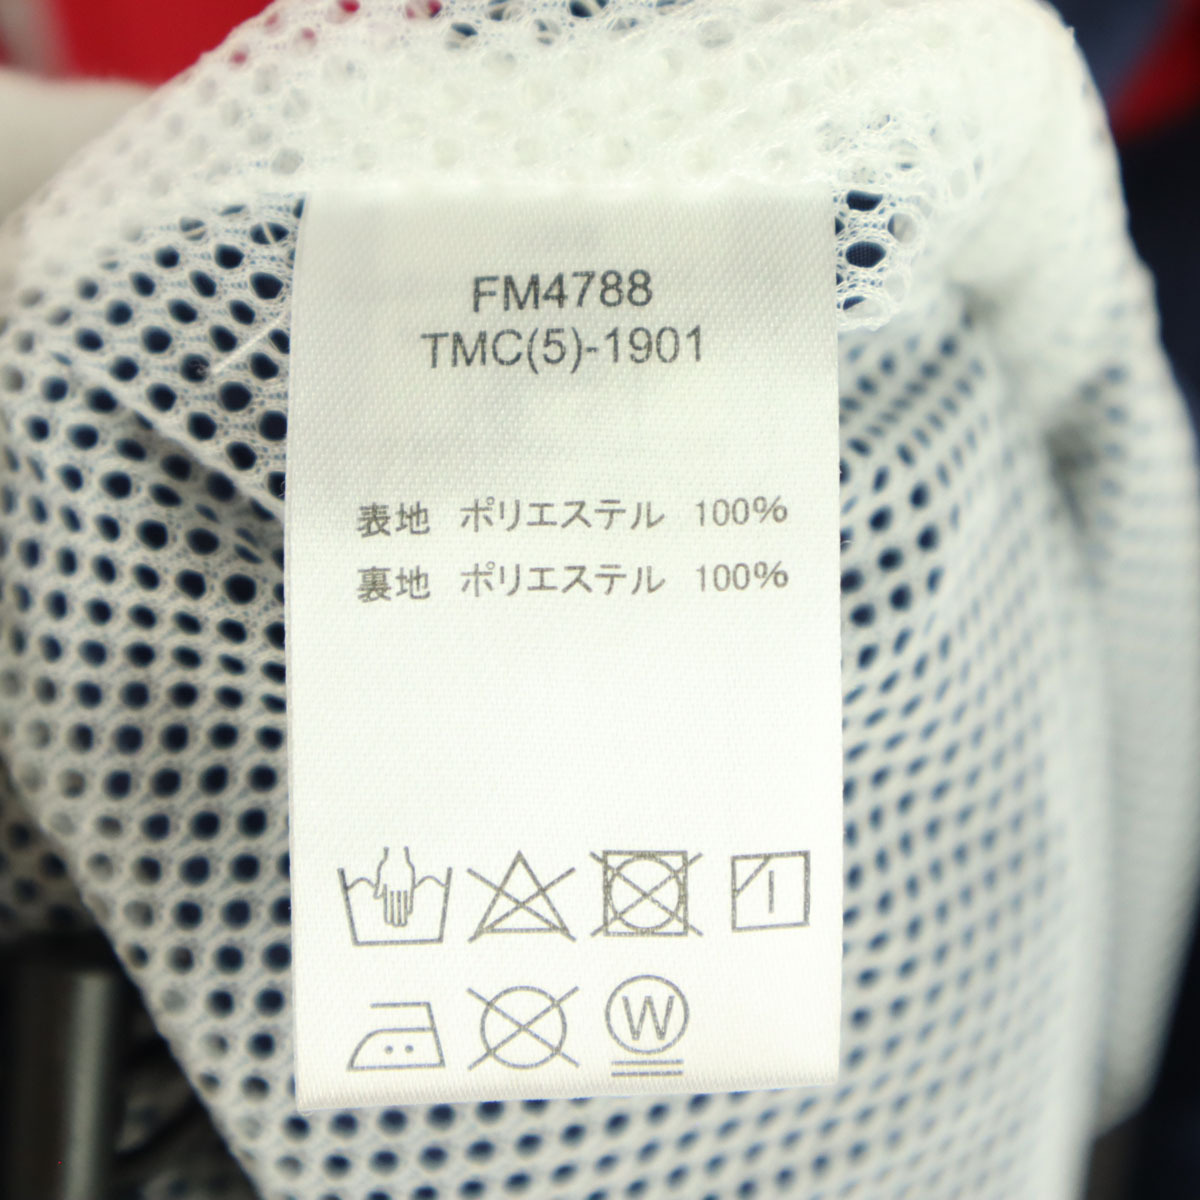 FM4788
TMC(5)-1901
表地 ポリエステル 100%
裏地 ポリエステル 100%
W